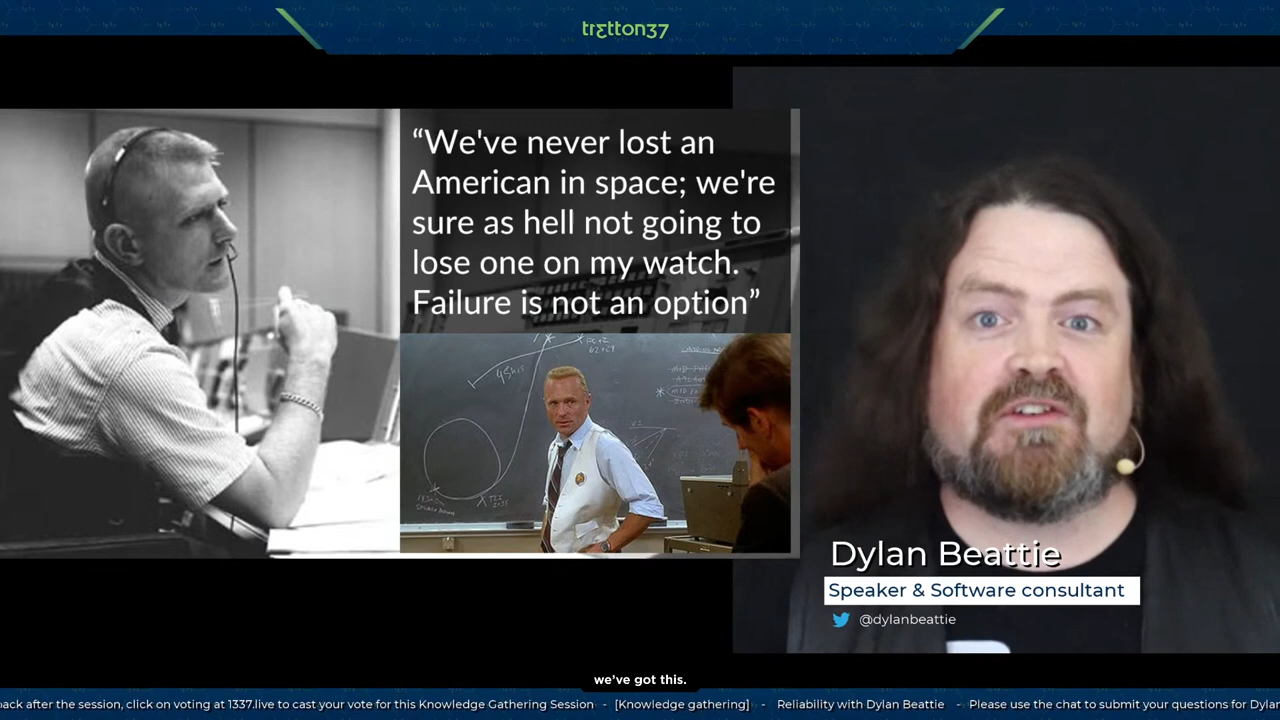 tretton37
“We've never lost an
American in space; we're
sure as hell not going to
lose one on my watch.
Failure is not an option”
Dylan Beattie
Speaker & Software consultant
@dylanbeattie
we’ve got this.
ack after the session, click on voting at 1337.live to cast your vote for this Knowledge Gathering Session - [Knowledge gathering] - Reliability with Dylan Beattie - Please use the chat to submit your questions for Dylan